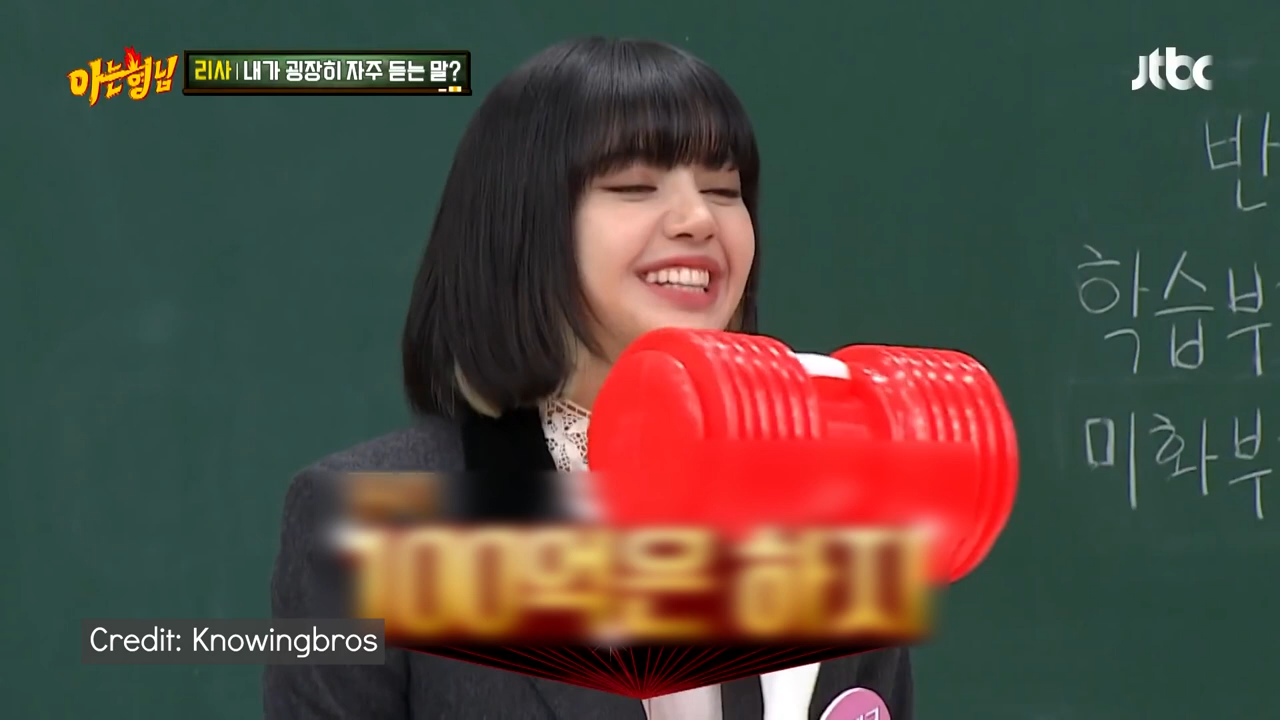 아는형님
리사 | 내가 굉장히 자주 듣는 말?
jtbc
학습부
미화부
100억은 하지
Credit: Knowingbros